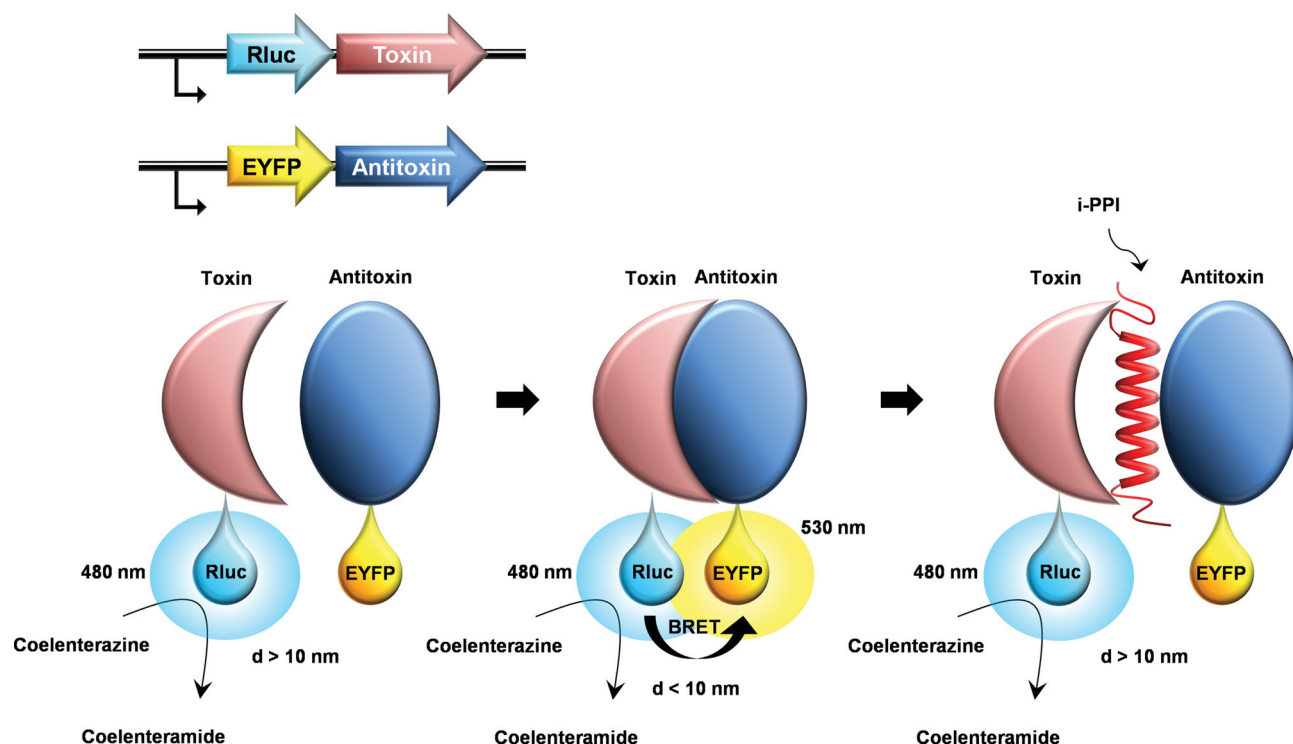 Rluc Toxin
EYFP Antitoxin
Toxin Antitoxin
480 nm
Rluc
EYFP
Coelenterazine
d > 10 nm
Coelenteramide
Toxin Antitoxin
530 nm
480 nm
Rluc
EYFP
BRET
Coelenterazine
d < 10 nm
Coelenteramide
i-PPI
Toxin Antitoxin
480 nm
Rluc
EYFP
Coelenterazine
d > 10 nm
Coelenteramide